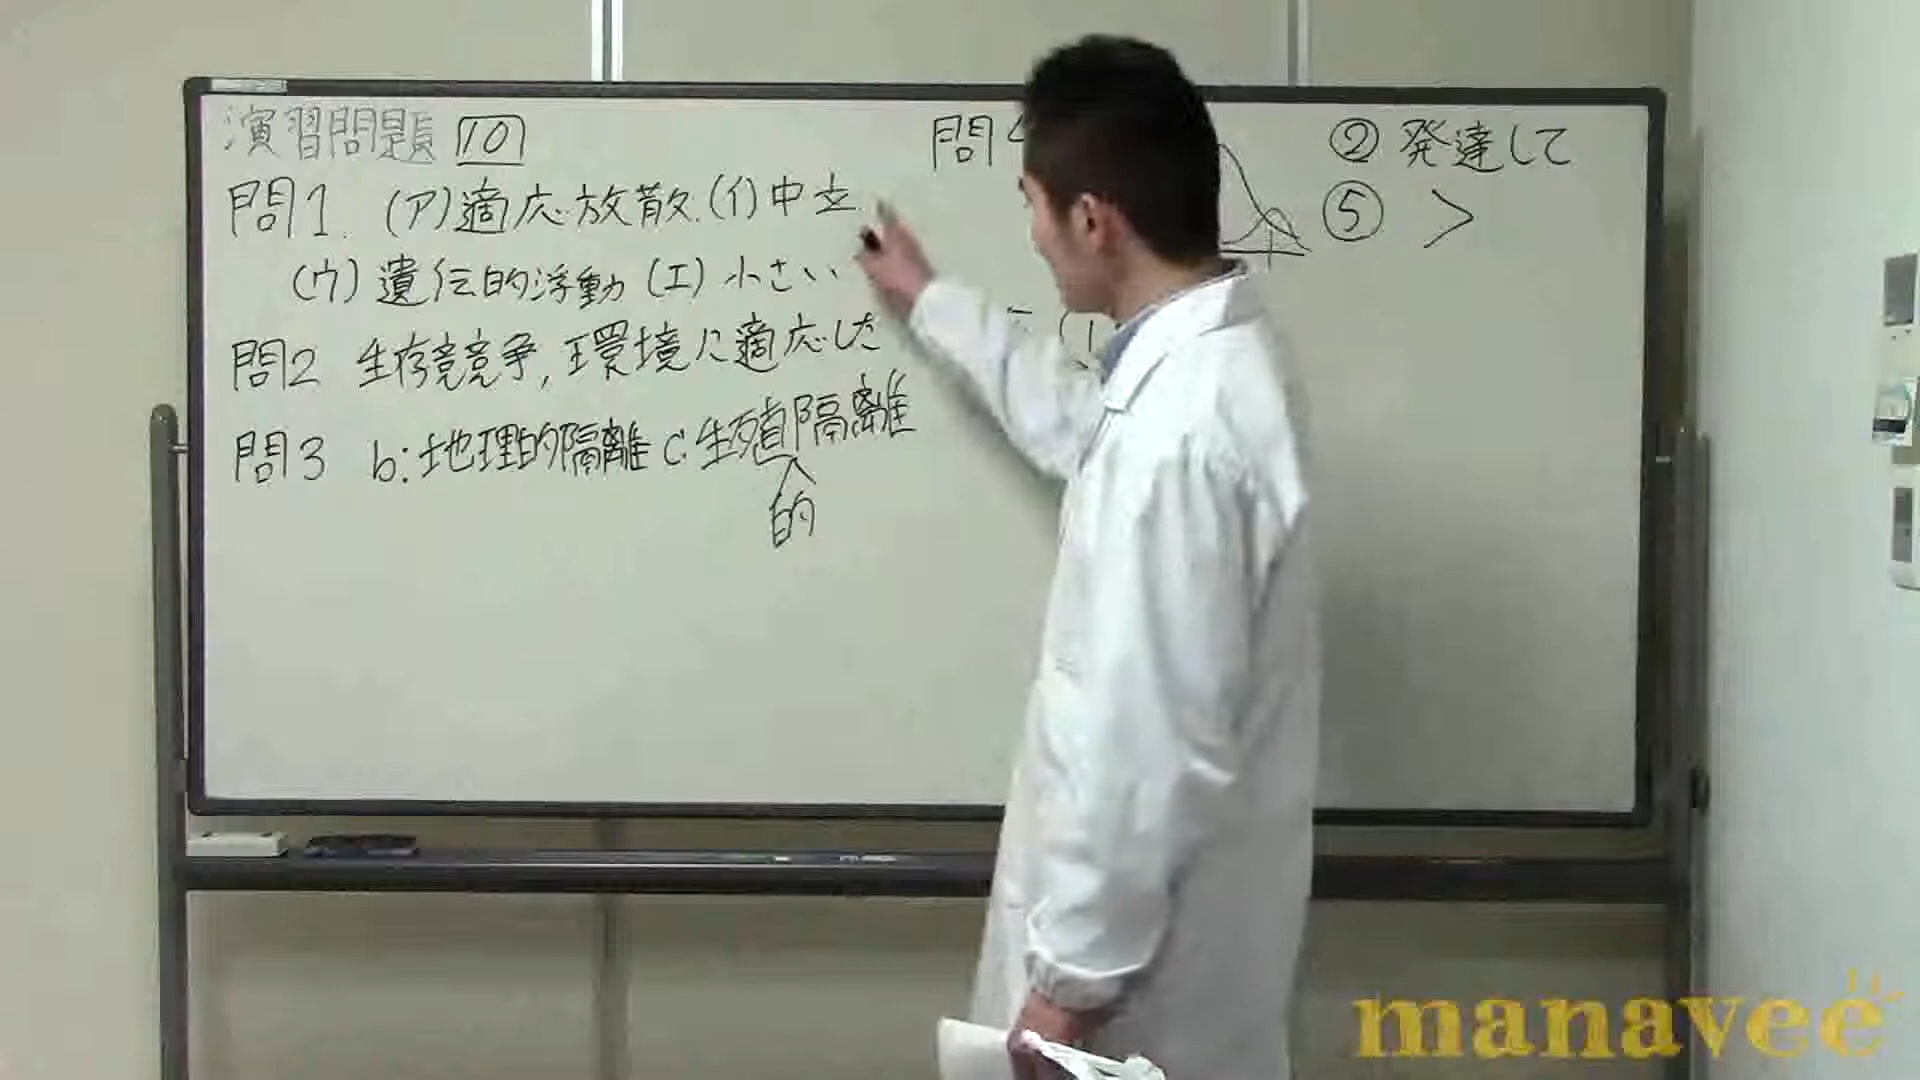 演習問題 10
問1. (ア)適応放散.(イ)中立.
(ウ)遺伝的浮動 (エ) 小さい
問2 生存競争,環境に適応した
問3 b:地理的隔離 c:生殖隔離
的
問
② 発達して
⑤ >
manavee